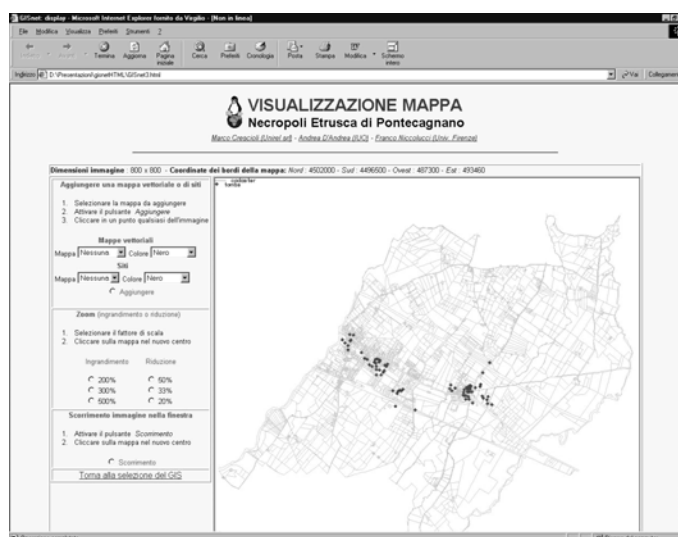 GISnet: display - Microsoft Internet Explorer fornito da Virgilio - [Non in linea]
File Modifica Visualizza Preferiti Strumenti ?
Indietro Avanti Termina Aggiorna Pagina iniziale Cerca Preferiti Cronologia Posta Stampa Modifica Schermo intero
Indirizzo D:\Presentazioni\gisnetHTML\GISnet3.html Vai Collegamenti
VISUALIZZAZIONE MAPPA
Necropoli Etrusca di Pontecagnano
Marco Crescioli (Unirel arl) - Andrea D'Andrea (IUO) - Franco Niccolucci (Univ. Firenze)
Dimensioni immagine : 800 x 800 - Coordinate dei bordi della mappa: Nord : 4502000 - Sud : 4496500 - Ovest : 487300 - Est : 493460
Aggiungere una mappa vettoriale o di siti
1. Selezionare la mappa da aggiungere
2. Attivare il pulsante Aggiungere
3. Cliccare in un punto qualsiasi dell'immagine
Mappe vettoriali
Mappa Nessuna Colore Nero
Siti
Mappa Nessuna Colore Nero
Aggiungere
Zoom (ingrandimento o riduzione)
1. Selezionare il fattore di scala
2. Cliccare sulla mappa nel nuovo centro
Ingrandimento Riduzione
200% 50%
300% 33%
500% 20%
Scorrimento immagine nella finestra
1. Attivare il pulsante Scorrimento
2. Cliccare sulla mappa nel nuovo centro
Scorrimento
Torna alla selezione del GIS
tombe